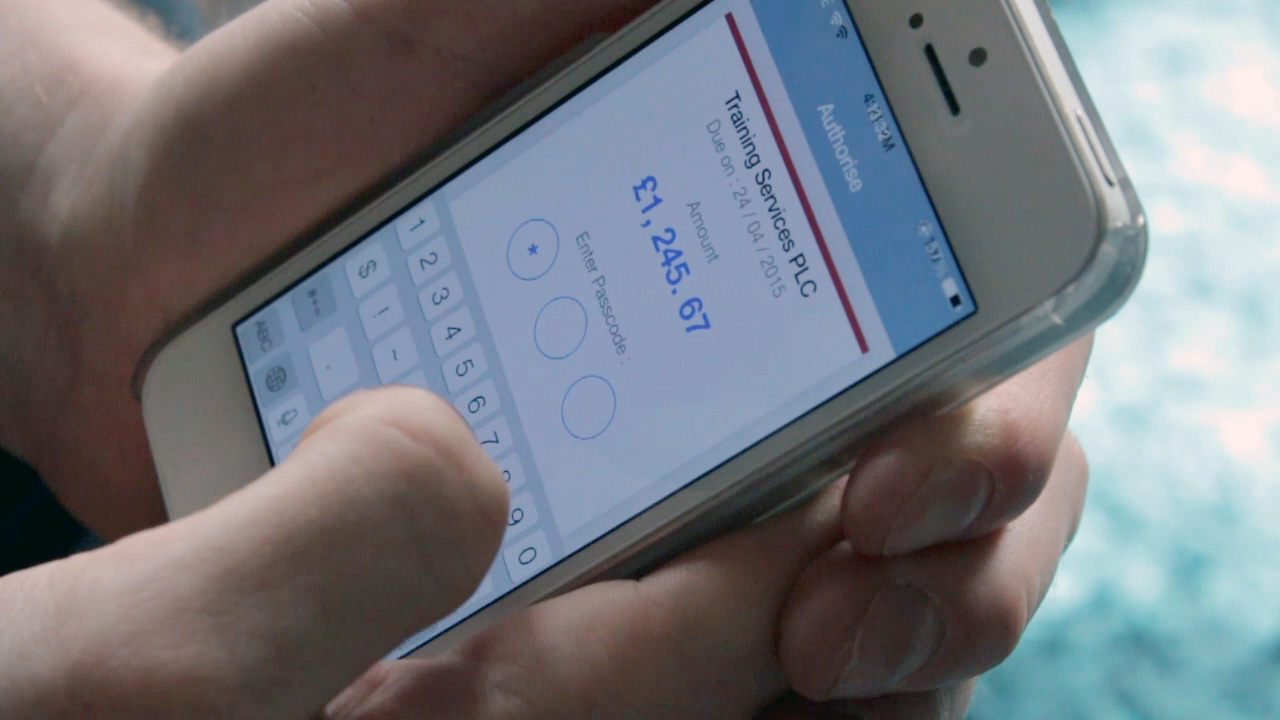 Authorise
Training Services PLC
Due on : 24 / 04 / 2015
Amount
£1,245.67
Enter Passcode :
*
1 2 3 4 5 6 7 9 0
$ ! ~
#+=
.
ABC